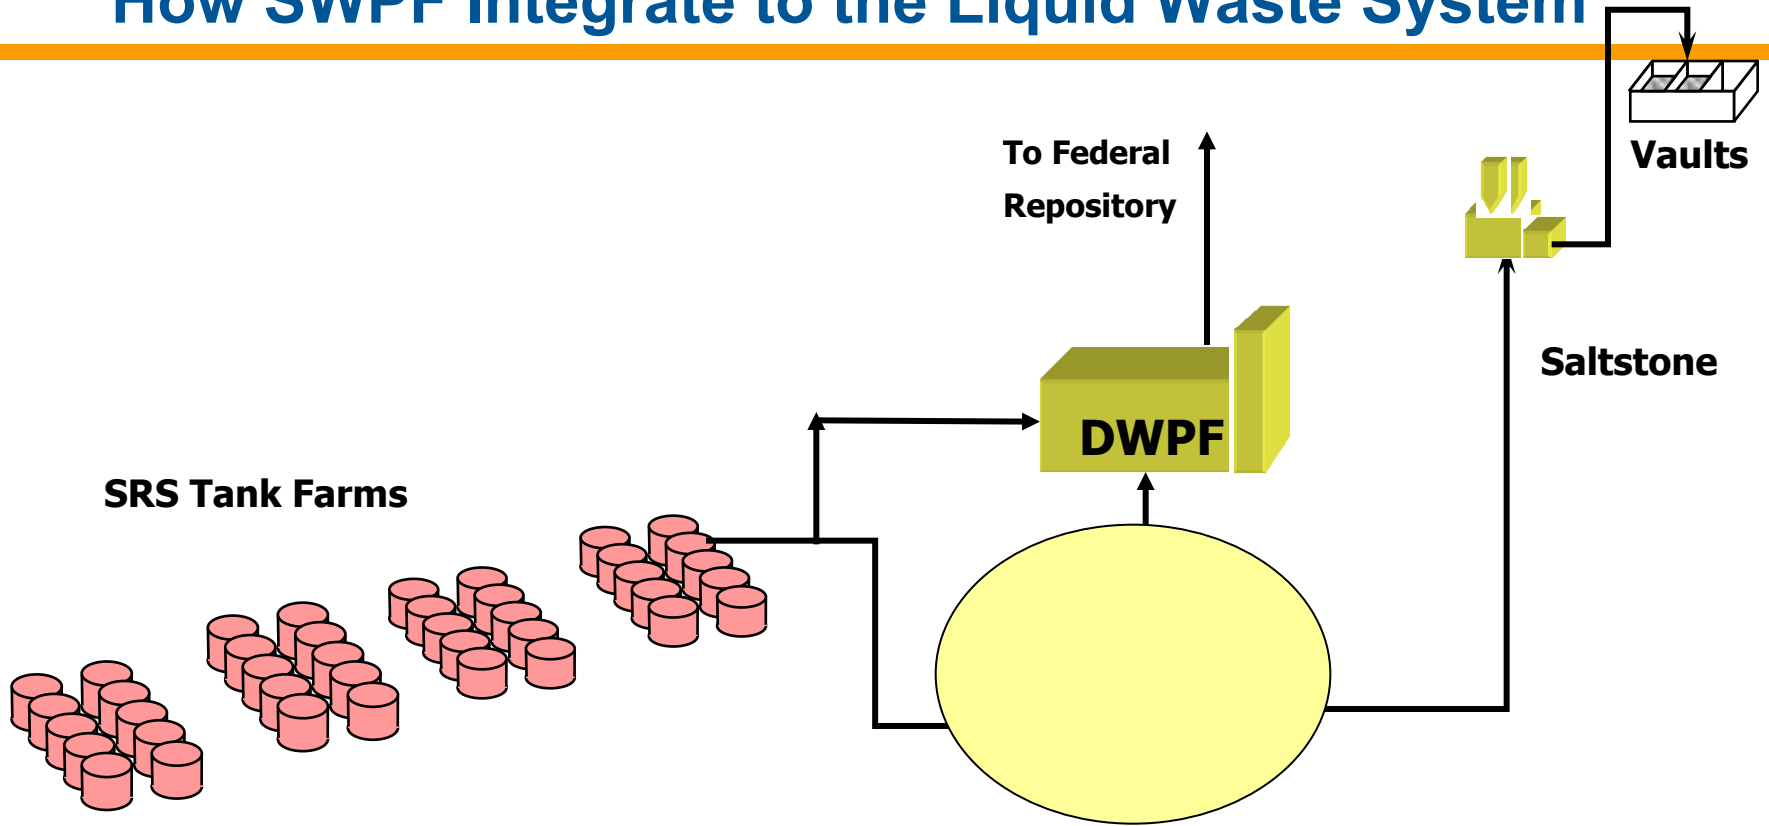 How SWPF Integrate to the Liquid Waste System
To Federal
Repository
Vaults
Saltstone
DWPF
SRS Tank Farms